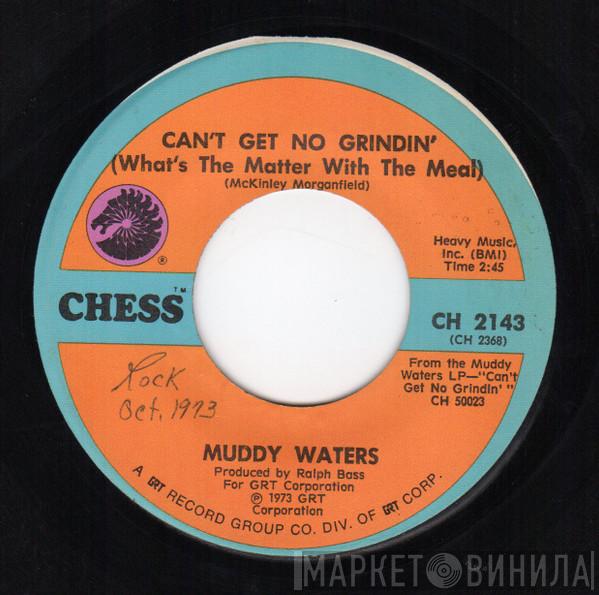 CAN'T GET NO GRINDIN'
(What's The Matter With The Meal)
(McKinley Morganfield)
®
Heavy Music,
Inc. (BMI)
Time 2:45
CHESS™
CH 2143
(CH 2368)
Rock
Oct. 1973
From the Muddy
Waters LP—"Can't
Get No Grindin'"
CH 50023
MUDDY WATERS
Produced by Ralph Bass
For GRT Corporation
℗ 1973 GRT
Corporation
A GRT RECORD GROUP CO. DIV. OF GRT CORP.
МАРКЕТ ВИНИЛА